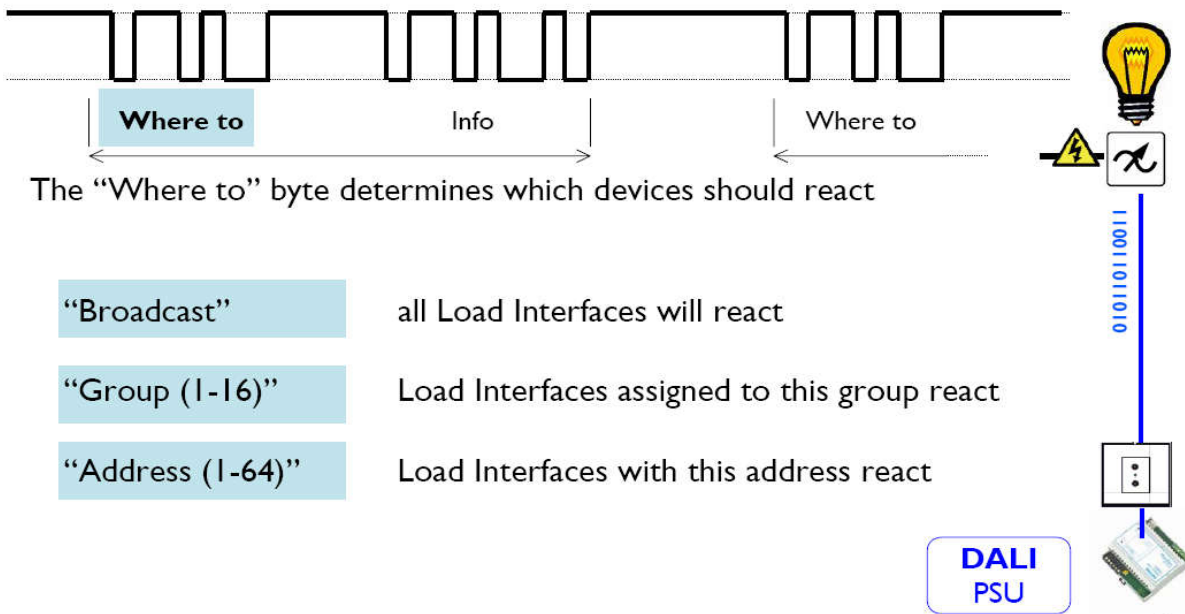 Where to Info Where to
The “Where to” byte determines which devices should react
“Broadcast” all Load Interfaces will react
“Group (1-16)” Load Interfaces assigned to this group react
“Address (1-64)” Load Interfaces with this address react
110011011011010
DALI
PSU